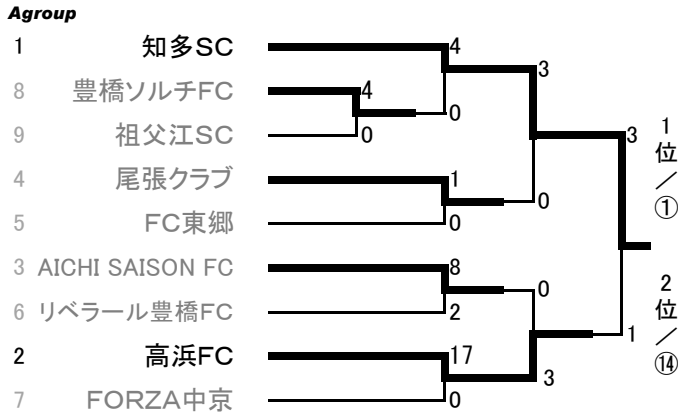 Agroup
1 知多SC 4
3
8 豊橋ソルチFC 4
0
9 祖父江SC 0
3
1位/①
4 尾張クラブ 1
0
5 FC東郷 0
3 AICHI SAISON FC 8
0
6 リベラール豊橋FC 2
1
2位/⑭
2 高浜FC 17
3
7 FORZA中京 0